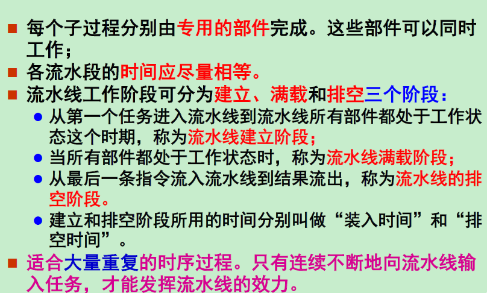 每个子过程分别由专用的部件完成。这些部件可以同时
工作；
各流水段的时间应尽量相等。
流水线工作阶段可分为建立、满载和排空三个阶段：
从第一个任务进入流水线到流水线所有部件都处于工作状
态这个时期，称为流水线建立阶段；
当所有部件都处于工作状态时，称为流水线满载阶段；
从最后一条指令流入流水线到结果流出，称为流水线的排
空阶段。
建立和排空阶段所用的时间分别叫做“装入时间”和“排
空时间”。
适合大量重复的时序过程。只有连续不断地向流水线输
入任务，才能发挥流水线的效力。